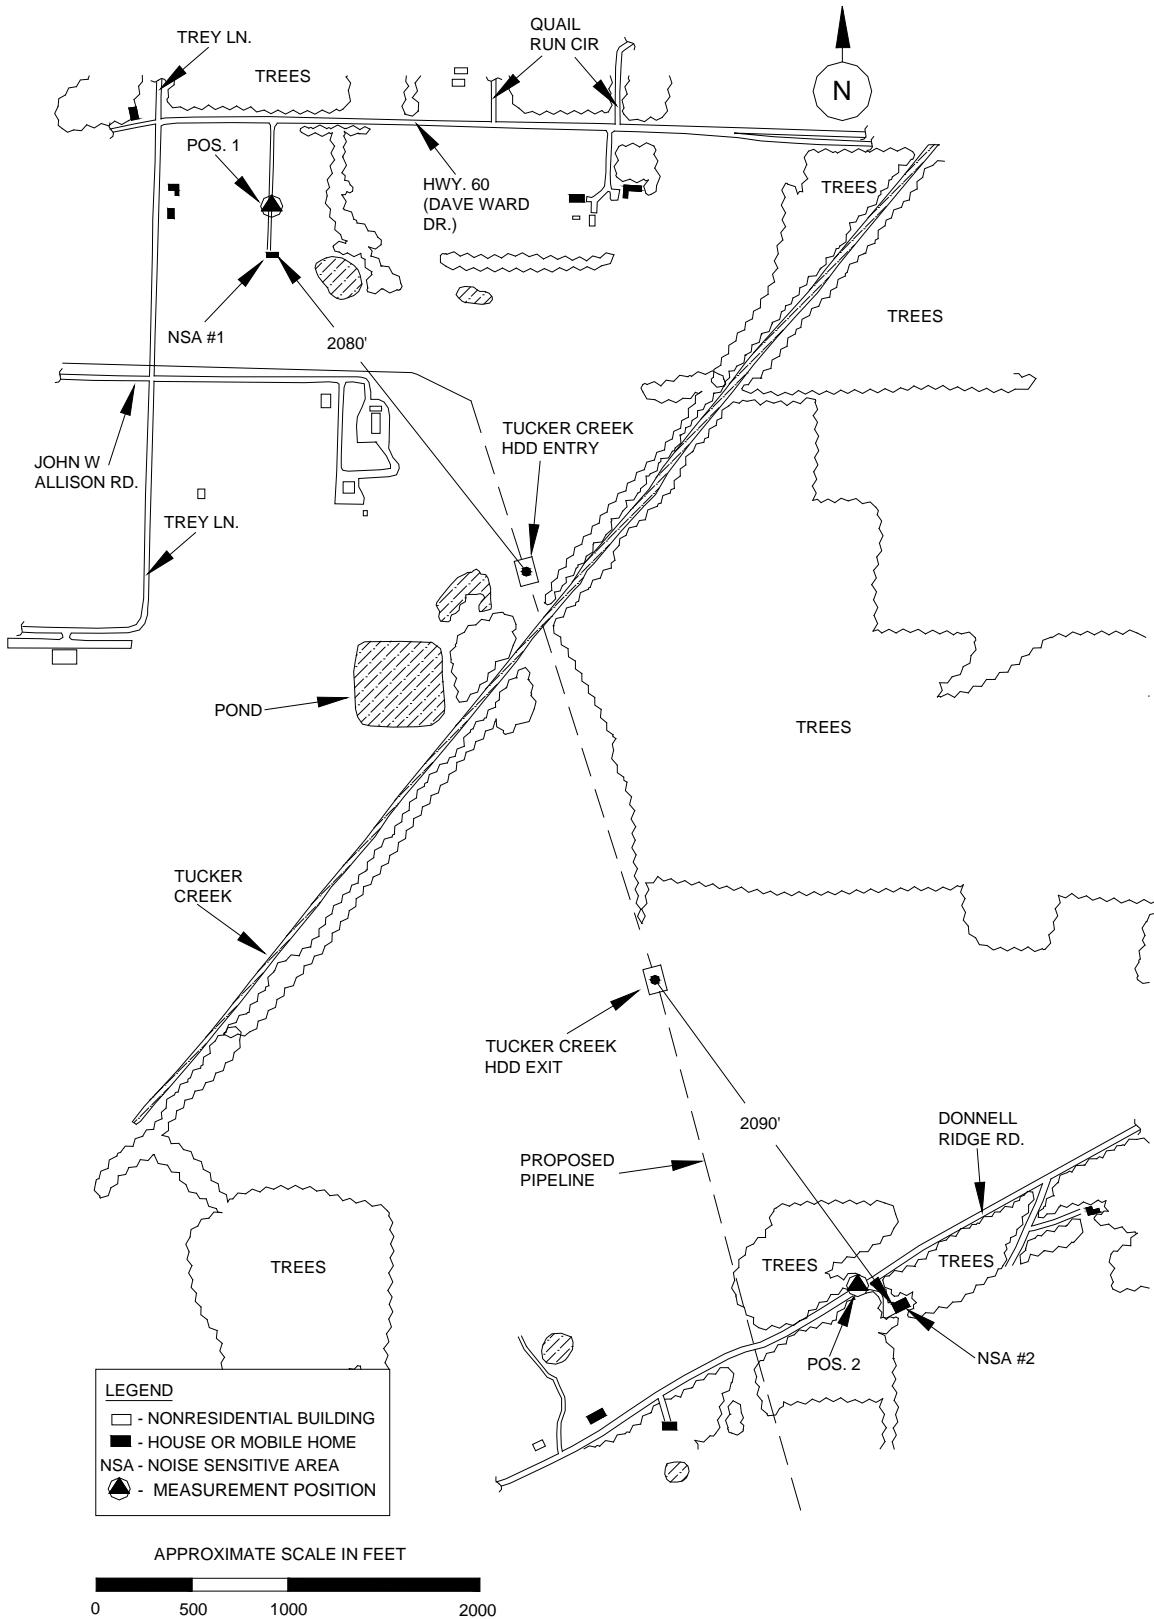 TREY LN.
TREES
QUAIL
RUN CIR
N
POS. 1
HWY. 60
(DAVE WARD
DR.)
TREES
TREES
NSA #1
2080'
TUCKER CREEK
HDD ENTRY
JOHN W
ALLISON RD.
TREY LN.
POND
TREES
TUCKER
CREEK
TUCKER CREEK
HDD EXIT
2090'
DONNELL
RIDGE RD.
PROPOSED
PIPELINE
TREES
TREES
TREES
POS. 2
NSA #2
LEGEND
- NONRESIDENTIAL BUILDING
- HOUSE OR MOBILE HOME
NSA - NOISE SENSITIVE AREA
- MEASUREMENT POSITION
APPROXIMATE SCALE IN FEET
0 500 1000 2000